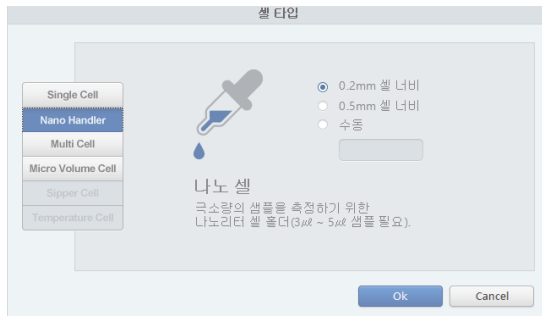 셀 타입
Single Cell
Nano Handler
Multi Cell
Micro Volume Cell
Sipper Cell
Temperature Cell
0.2mm 셀 너비
0.5mm 셀 너비
수동
나노 셀
극소량의 샘플을 측정하기 위한
나노리터 셀 홀더(3㎕ ~ 5㎕ 샘플 필요).
Ok
Cancel